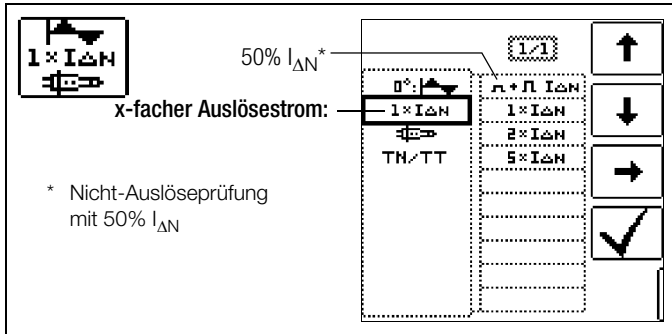 1×IΔN
50% IΔN*
x-facher Auslösestrom:
* Nicht-Auslöseprüfung
mit 50% IΔN
1/1
0°:
1×IΔN
TN/TT
⊓+⊓ IΔN
1×IΔN
2×IΔN
5×IΔN